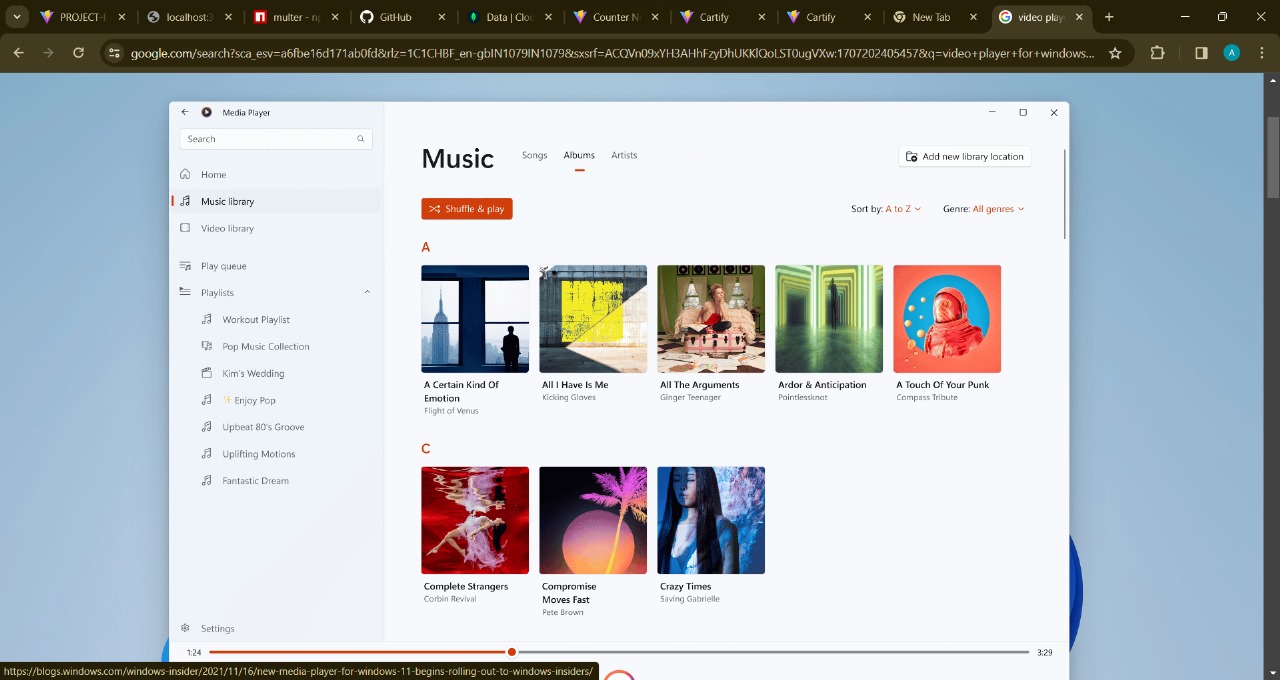 PROJECT-F
localhost:3
multer - np
GitHub
Data | Clou
Counter N
Cartify
Cartify
New Tab
video play
google.com/search?sca_esv=a6fbe16d171ab0fd&rlz=1C1CHBF_en-gbIN1079IN1079&sxsrf=ACQVn09xYH3AHhFzyDhUKKlQoLST0ugVXw:1707202405457&q=video+player+for+windows...
A
Media Player
Search
Home
Music library
Video library
Play queue
Playlists
Workout Playlist
Pop Music Collection
Kim's Wedding
✨Enjoy Pop
Upbeat 80's Groove
Uplifting Motions
Fantastic Dream
Settings
Music
Songs Albums Artists
Add new library location
Shuffle & play
Sort by: A to Z
Genre: All genres
A
A Certain Kind Of
Emotion
Flight of Venus
All I Have Is Me
Kicking Gloves
All The Arguments
Ginger Teenager
Ardor & Anticipation
Pointlessknot
A Touch Of Your Punk
Compass Tribute
C
Complete Strangers
Corbin Revival
Compromise
Moves Fast
Pete Brown
Crazy Times
Saving Gabrielle
1:24
3:29
https://blogs.windows.com/windows-insider/2021/11/16/new-media-player-for-windows-11-begins-rolling-out-to-windows-insiders/